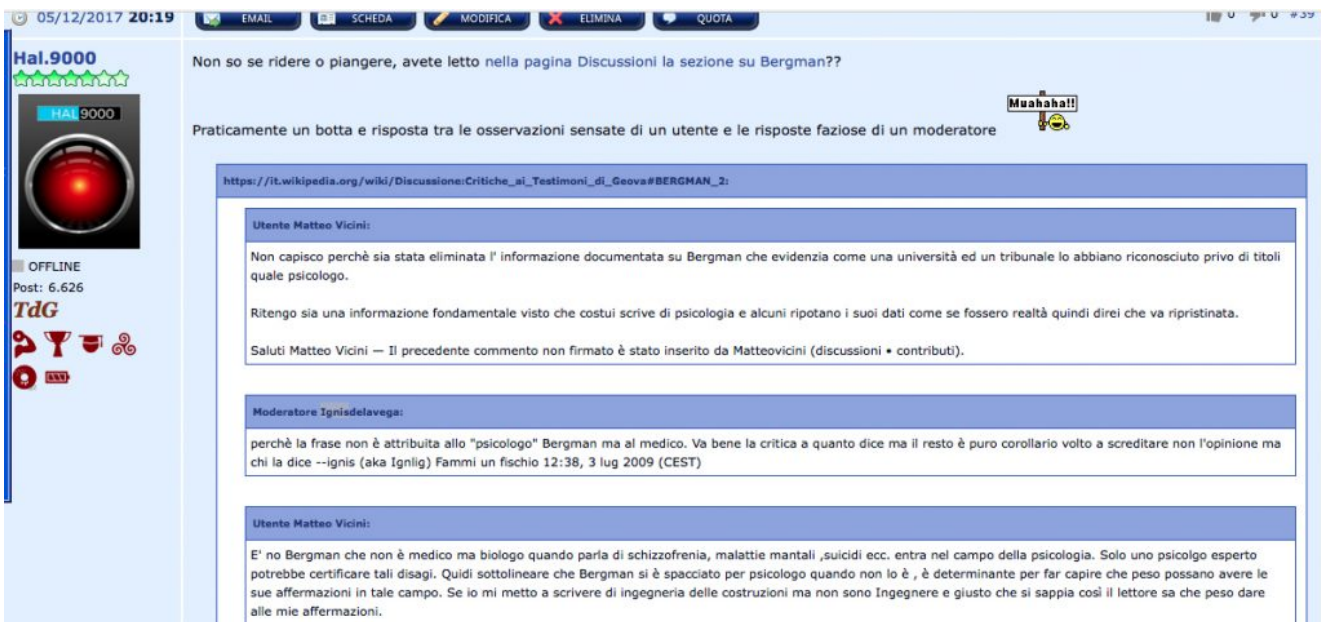 05/12/2017 20:19
EMAIL SCHEDA MODIFICA ELIMINA QUOTA
0 0 #39
Hal.9000
HAL 9000
OFFLINE
Post: 6.626
TdG
Non so se ridere o piangere, avete letto nella pagina Discussioni la sezione su Bergman??
Muahaha!!
Praticamente un botta e risposta tra le osservazioni sensate di un utente e le risposte faziose di un moderatore
https://it.wikipedia.org/wiki/Discussione:Critiche_ai_Testimoni_di_Geova#BERGMAN_2:
Utente Matteo Vicini:
Non capisco perchè sia stata eliminata l' informazione documentata su Bergman che evidenzia come una università ed un tribunale lo abbiano riconosciuto privo di titoli
quale psicologo.
Ritengo sia una informazione fondamentale visto che costui scrive di psicologia e alcuni ripotano i suoi dati come se fossero realtà quindi direi che va ripristinata.
Saluti Matteo Vicini — Il precedente commento non firmato è stato inserito da Matteovicini (discussioni • contributi).
Moderatore Ignisdelavega:
perchè la frase non è attribuita allo "psicologo" Bergman ma al medico. Va bene la critica a quanto dice ma il resto è puro corollario volto a screditare non l'opinione ma
chi la dice --ignis (aka Ignlig) Fammi un fischio 12:38, 3 lug 2009 (CEST)
Utente Matteo Vicini:
E' no Bergman che non è medico ma biologo quando parla di schizzofrenia, malattie mantali ,suicidi ecc. entra nel campo della psicologia. Solo uno psicolgo esperto
potrebbe certificare tali disagi. Quidi sottolineare che Bergman si è spacciato per psicologo quando non lo è , è determinante per far capire che peso possano avere le
sue affermazioni in tale campo. Se io mi metto a scrivere di ingegneria delle costruzioni ma non sono Ingegnere e giusto che si sappia così il lettore sa che peso dare
alle mie affermazioni.